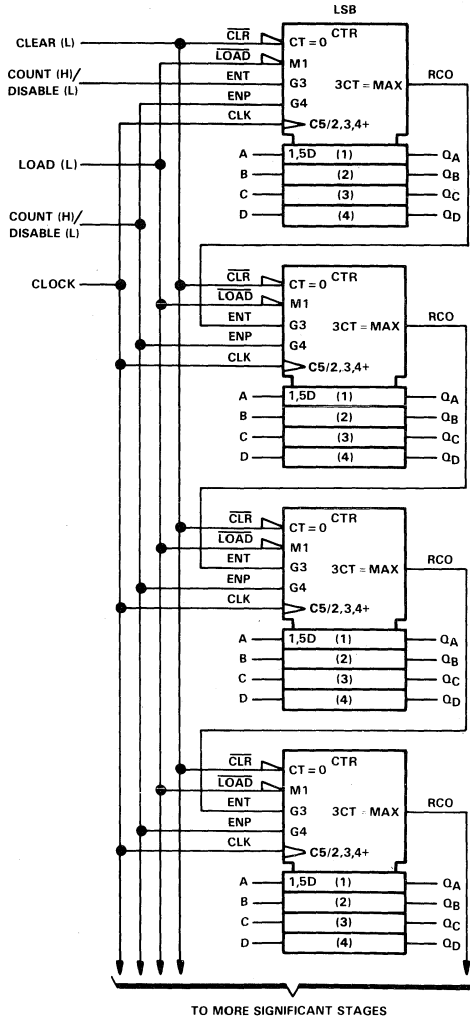 LSB
CLEAR (L)
CLR
CT = 0 CTR
LOAD
M1
COUNT (H)/
DISABLE (L)
ENT
G3
3CT = MAX
RCO
ENP
G4
CLK
C5/2,3,4+
LOAD (L)
A 1,5D (1) QA
B (2) QB
C (3) QC
D (4) QD
COUNT (H)/
DISABLE (L)
CLOCK
CLR
CT = 0 CTR
LOAD
M1
ENT
G3
3CT = MAX
RCO
ENP
G4
CLK
C5/2,3,4+
A 1,5D (1) QA
B (2) QB
C (3) QC
D (4) QD
CLR
CT = 0 CTR
LOAD
M1
ENT
G3
3CT = MAX
RCO
ENP
G4
CLK
C5/2,3,4+
A 1,5D (1) QA
B (2) QB
C (3) QC
D (4) QD
CLR
CT = 0 CTR
LOAD
M1
ENT
G3
3CT = MAX
RCO
ENP
G4
CLK
C5/2,3,4+
A 1,5D (1) QA
B (2) QB
C (3) QC
D (4) QD
TO MORE SIGNIFICANT STAGES